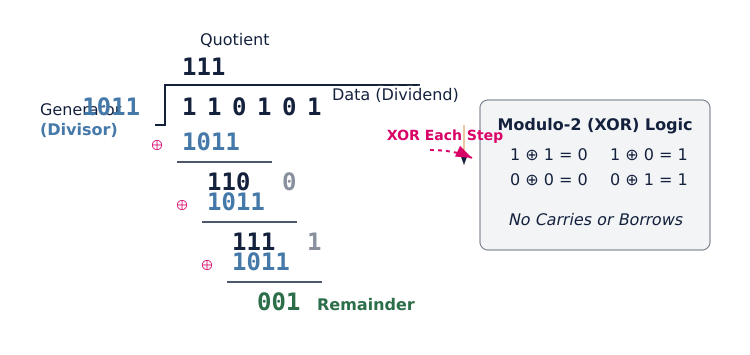 Quotient
111
Generator
(Divisor)
1011
1 1 0 1 0 1
Data (Dividend)
⊕ 1011
110 0
⊕ 1011
111 1
⊕ 1011
001 Remainder
XOR Each Step
Modulo-2 (XOR) Logic
1 ⊕ 1 = 0 1 ⊕ 0 = 1
0 ⊕ 0 = 0 0 ⊕ 1 = 1
No Carries or Borrows